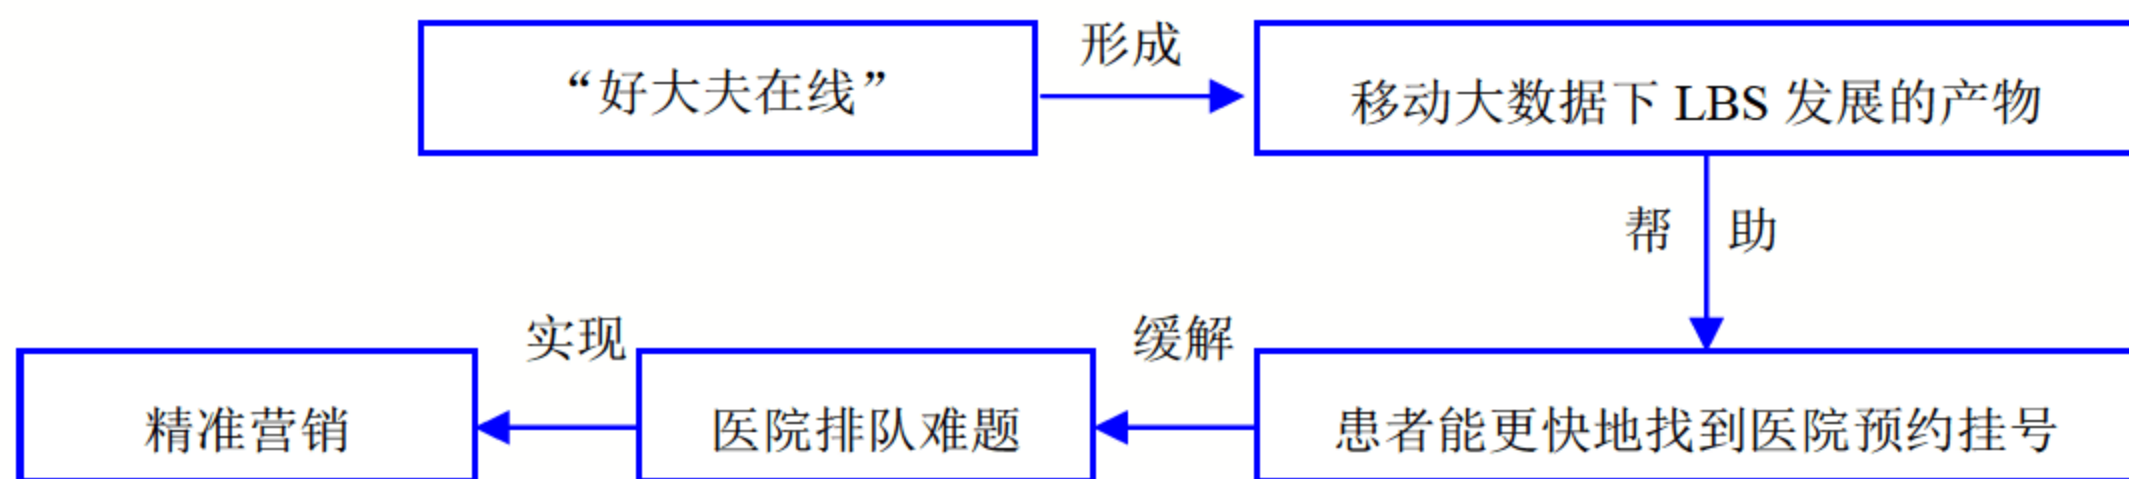 形成
“好大夫在线”
移动大数据下 LBS 发展的产物
帮助
实现
缓解
精准营销
医院排队难题
患者能更快地找到医院预约挂号